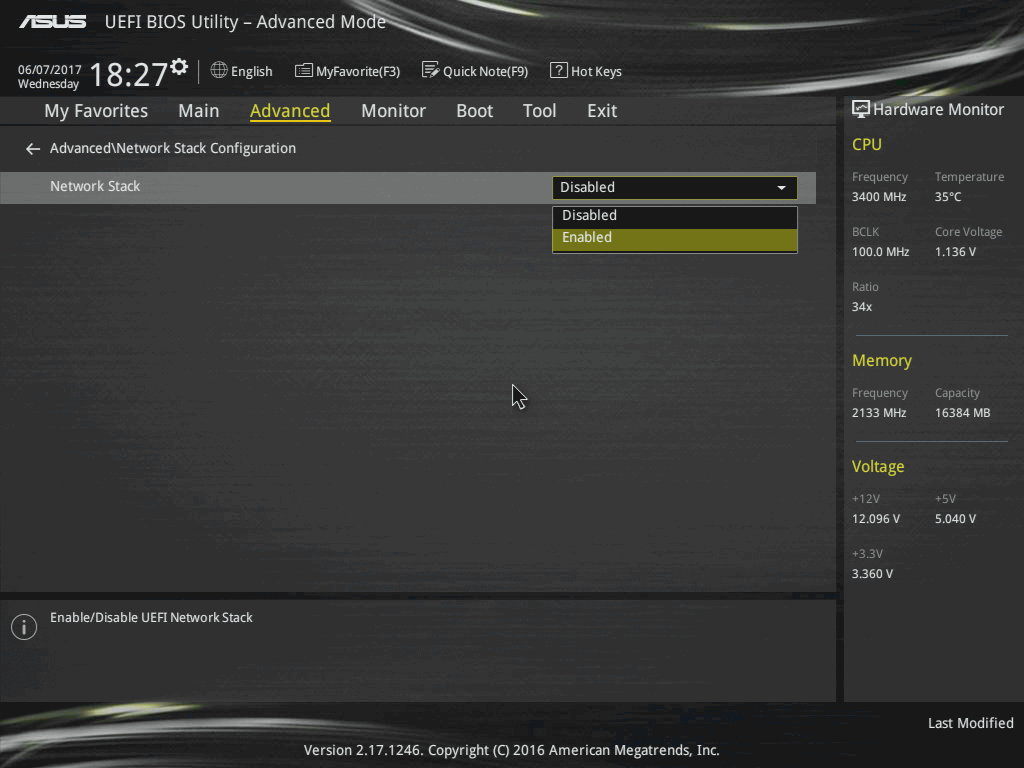 ASUS UEFI BIOS Utility – Advanced Mode
06/07/2017
Wednesday
18:27
English MyFavorite(F3) Quick Note(F9) ? Hot Keys
My Favorites Main Advanced Monitor Boot Tool Exit
Advanced\Network Stack Configuration
Network Stack Disabled
Disabled
Enabled
Hardware Monitor
CPU
Frequency Temperature
3400 MHz 35°C
BCLK Core Voltage
100.0 MHz 1.136 V
Ratio
34x
Memory
Frequency Capacity
2133 MHz 16384 MB
Voltage
+12V +5V
12.096 V 5.040 V
+3.3V
3.360 V
Enable/Disable UEFI Network Stack
Last Modified
Version 2.17.1246. Copyright (C) 2016 American Megatrends, Inc.